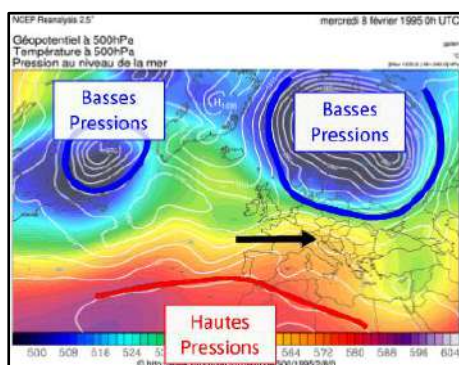 NCEP Reanalysis 2.5°
mercredi 8 février 1995 0h UTC
Géopotentiel à 500hPa
Température à 500hPa
Pression au niveau de la mer
Basses
Pressions
Basses
Pressions
Hautes
Pressions
500 508 516 524 532 564 572 580 588 596 604